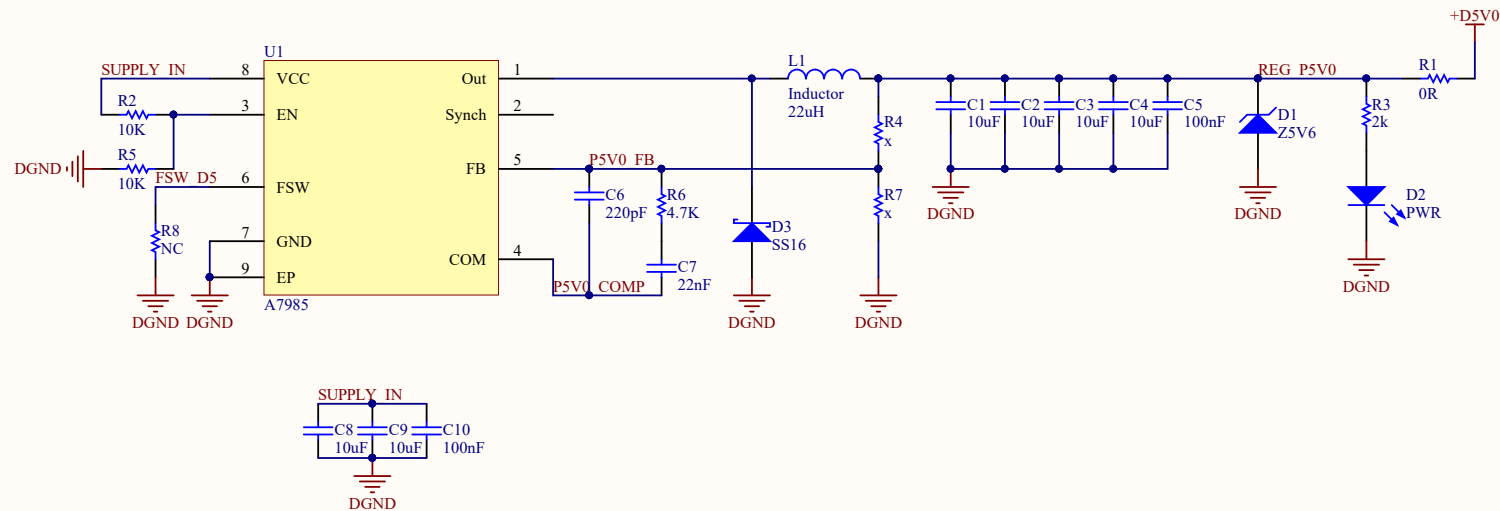 +D5V0
U1
SUPPLY_IN
8
VCC
Out
1
L1
Inductor
22uH
REG_P5V0
R1
0R
R2
10K
3
EN
Synch
2
C1
10uF
C2
10uF
C3
10uF
C4
10uF
C5
100nF
D1
Z5V6
R3
2k
R4
x
DGND
R5
10K
FSW_D5
6
FSW
FB
5
P5V0_FB
C6
220pF
R6
4.7K
R7
x
DGND
DGND
D2
PWR
R8
NC
7
GND
COM
4
D3
SS16
9
EP
C7
22nF
P5V0_COMP
DGND
A7985
DGND
DGND
DGND
DGND
SUPPLY_IN
C8
10uF
C9
10uF
C10
100nF
DGND